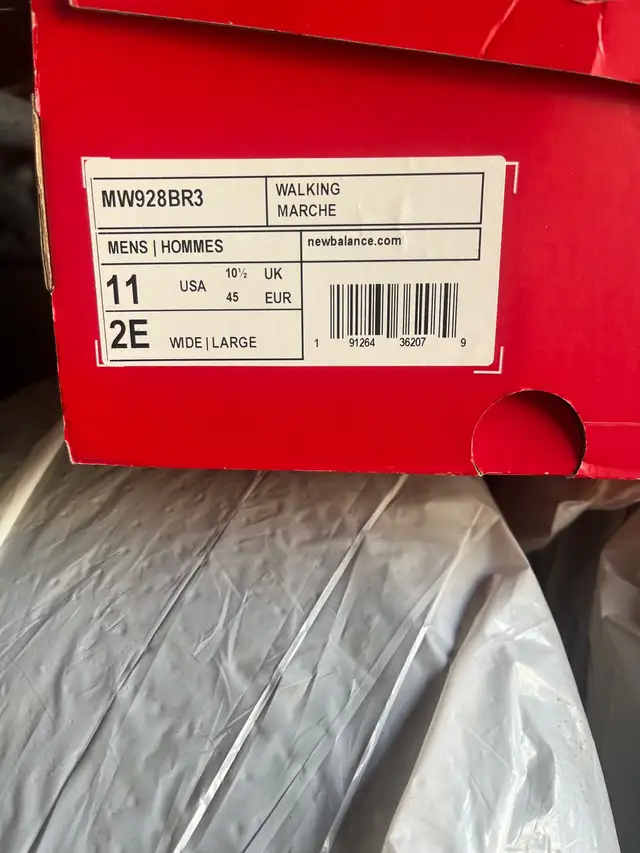 MW928BR3
WALKING
MARCHE
MENS | HOMMES
newbalance.com
11 USA 10½ UK
45 EUR
2E WIDE | LARGE
1 91264 36207 9